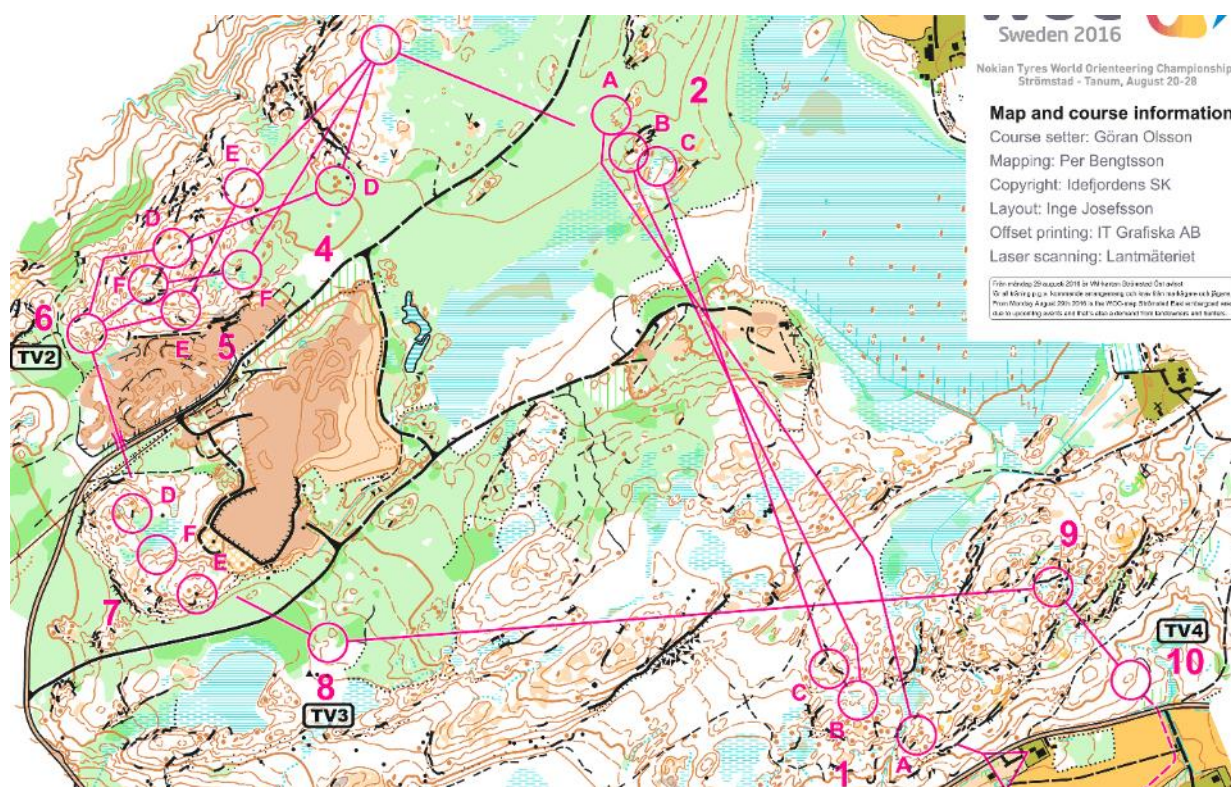 Sweden 2016
Nokian Tyres World Orienteering Championship
Strömstad - Tanum, August 20-28
Map and course information
Course setter: Göran Olsson
Mapping: Per Bengtsson
Copyright: Idefjordens SK
Layout: Inge Josefsson
Offset printing: IT Grafiska AB
Laser scanning: Lantmäteriet
A
2
B
C
E
D
D
4
F
F
6
TV2
E
5
D
F
E
7
9
TV4
10
8
TV3
C
B
A
1